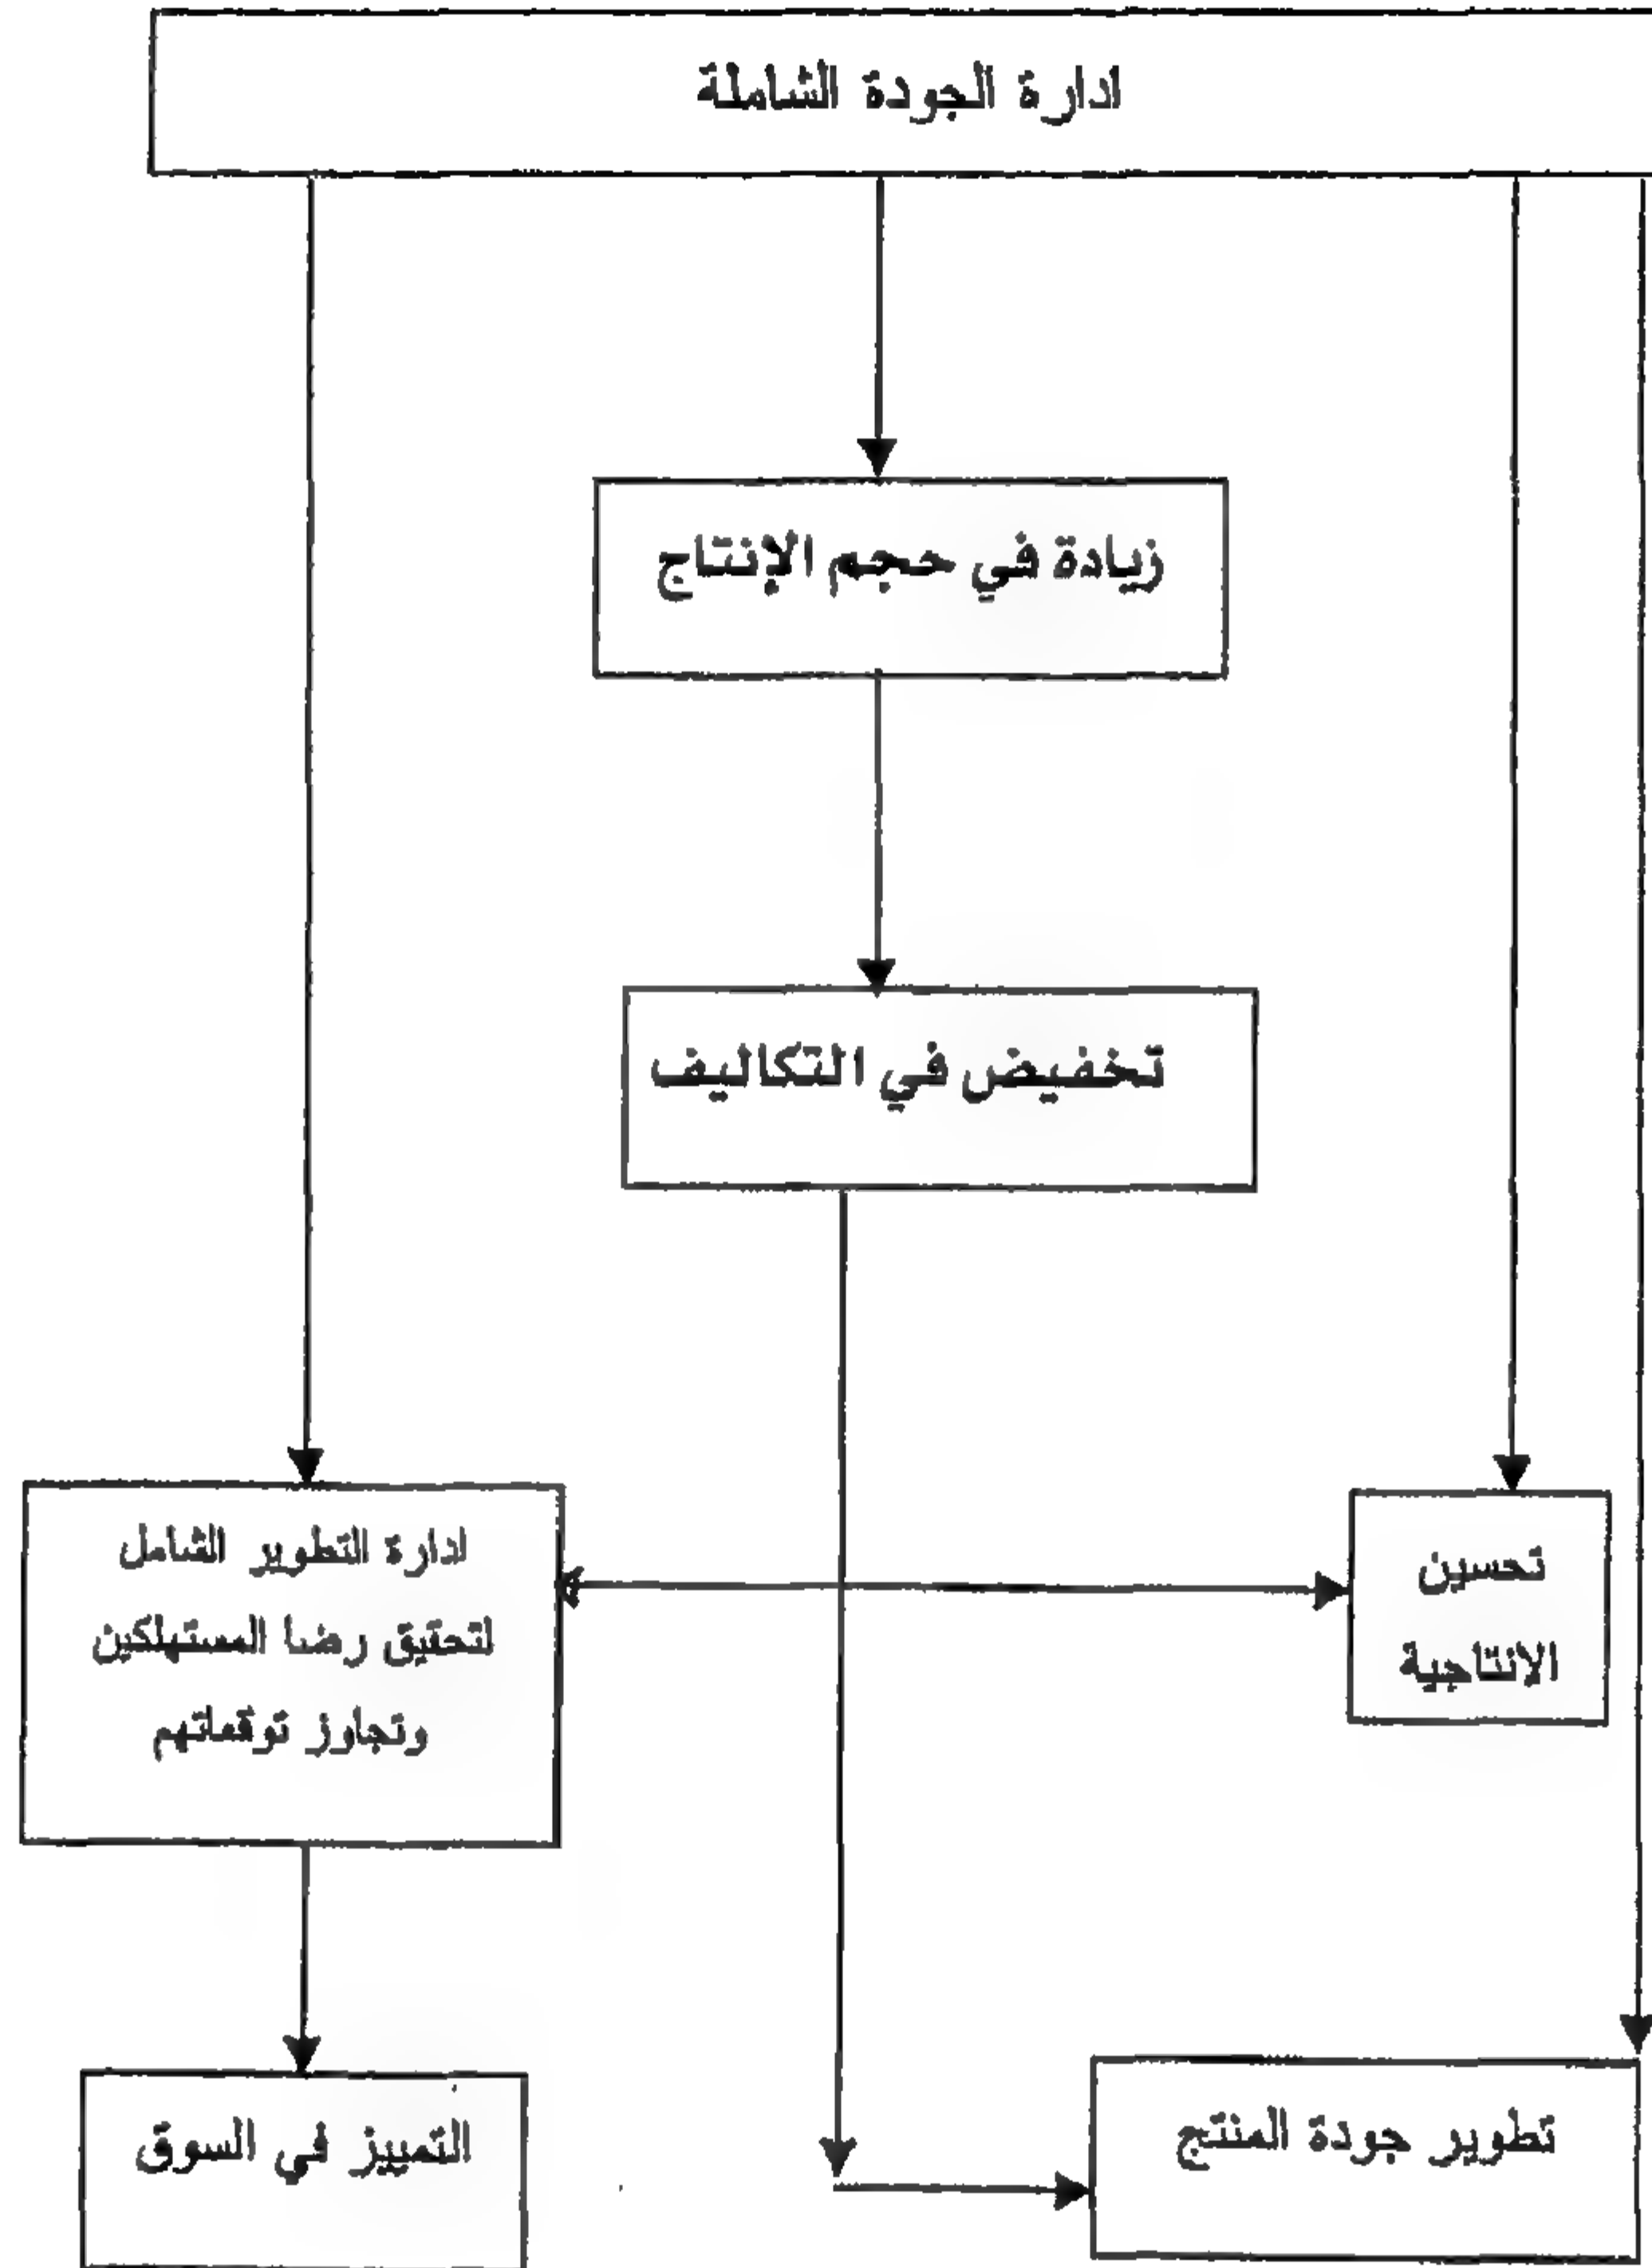 ادارة الجودة الشاملة
زيادة في حجم الإنتاج
تخفيض في التكاليف
تحسين
الانتاجية
ادارة التطوير الشامل
لتحقيق رضا المستهلكين
وتجاوز توقعاتهم
تطوير جودة المنتج
التمييز في السوق